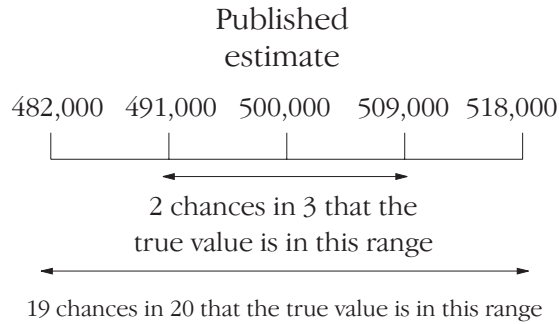 Published
estimate
482,000 491,000 500,000 509,000 518,000
2 chances in 3 that the
true value is in this range
19 chances in 20 that the true value is in this range